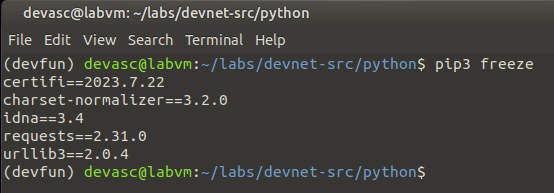 devasc@labvm: ~/labs/devnet-src/python
File Edit View Search Terminal Help
(devfun) devasc@labvm:~/labs/devnet-src/python$ pip3 freeze
certifi==2023.7.22
charset-normalizer==3.2.0
idna==3.4
requests==2.31.0
urllib3==2.0.4
(devfun) devasc@labvm:~/labs/devnet-src/python$